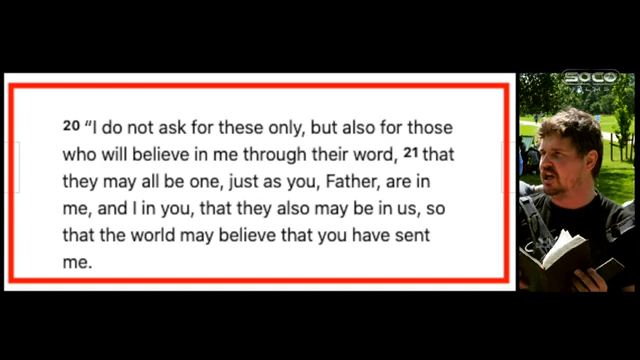 SOCO
20 “I do not ask for these only, but also for those
who will believe in me through their word, 21 that
they may all be one, just as you, Father, are in
me, and I in you, that they also may be in us, so
that the world may believe that you have sent
me.